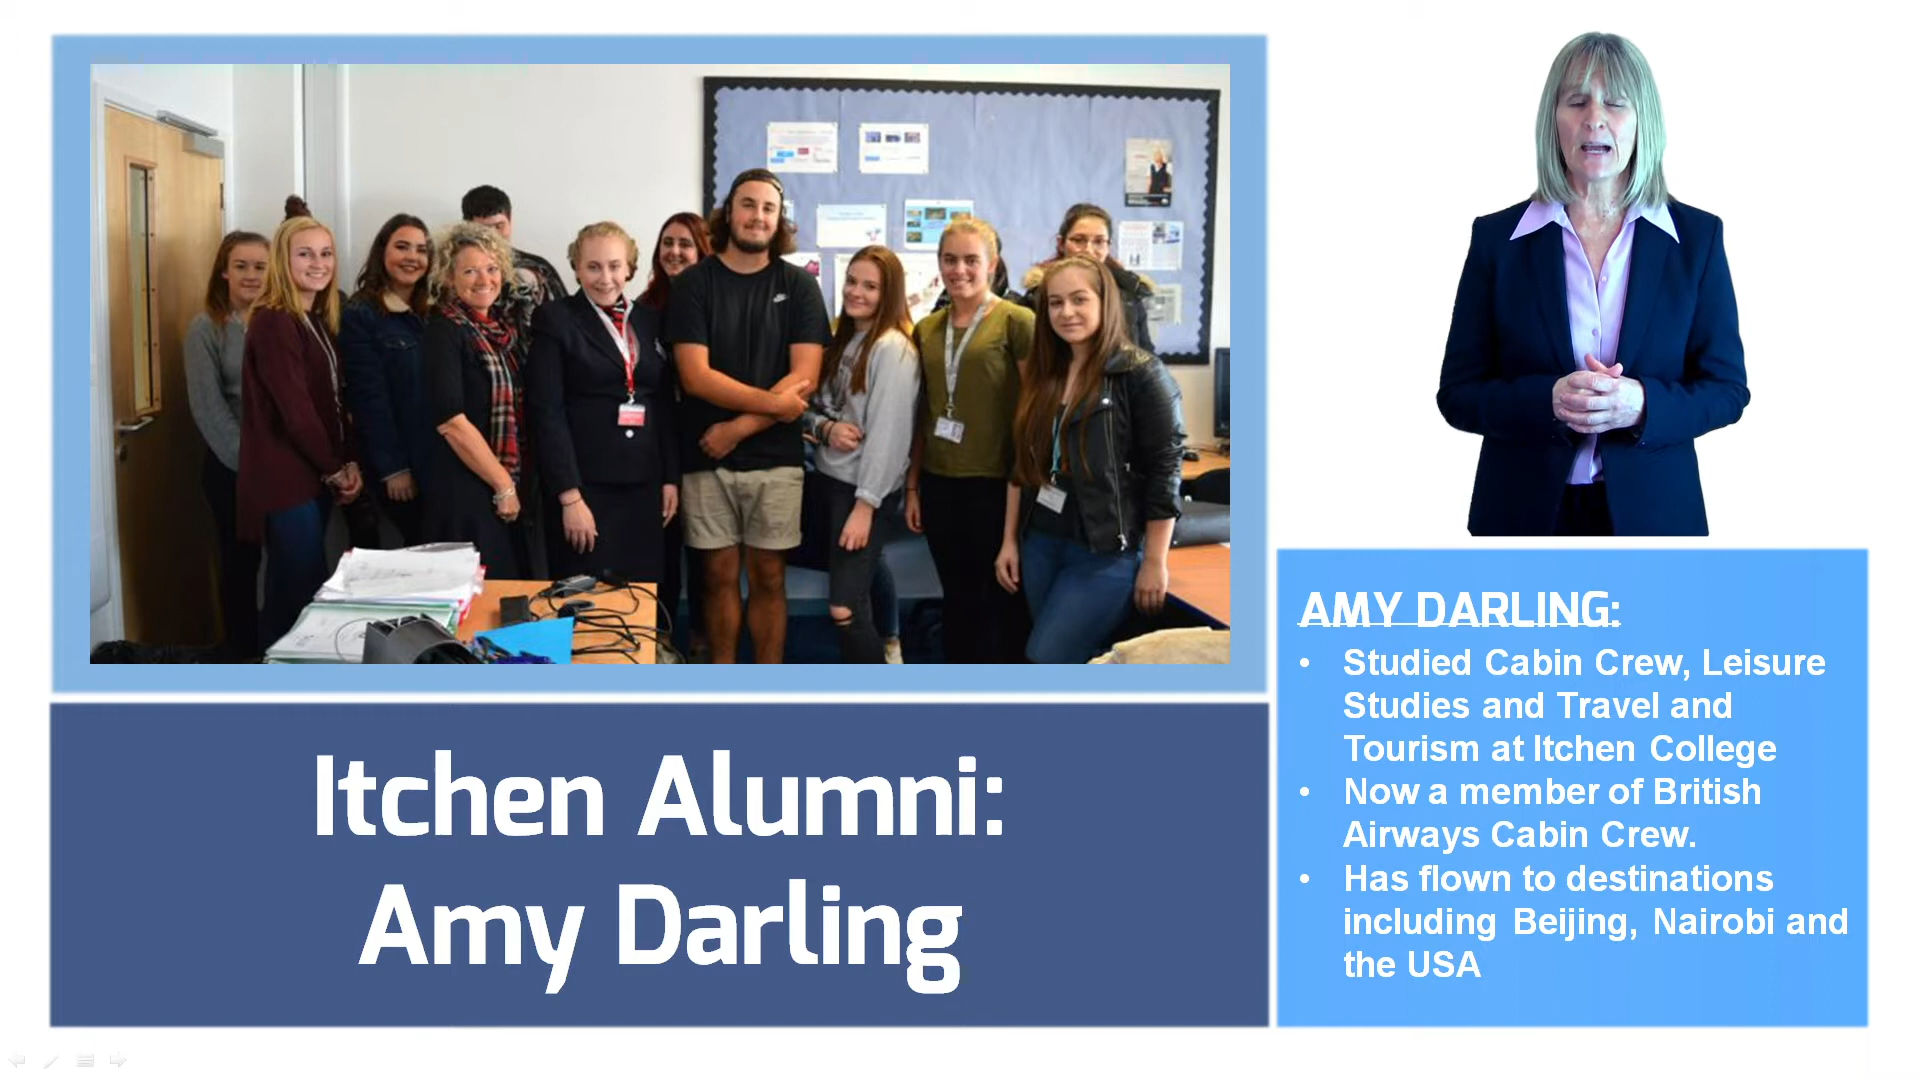 Itchen Alumni:
Amy Darling
AMY DARLING:
• Studied Cabin Crew, Leisure
Studies and Travel and
Tourism at Itchen College
• Now a member of British
Airways Cabin Crew.
• Has flown to destinations
including Beijing, Nairobi and
the USA